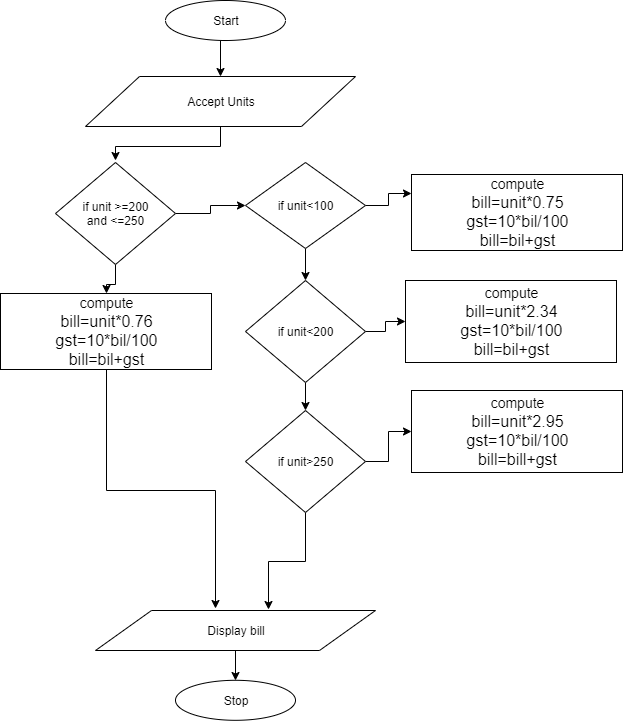 Start
Accept Units
if unit >=200
and <=250
if unit<100
compute
bill=unit*0.75
gst=10*bil/100
bill=bil+gst
compute
bill=unit*0.76
gst=10*bil/100
bill=bil+gst
if unit<200
compute
bill=unit*2.34
gst=10*bil/100
bill=bil+gst
if unit>250
compute
bill=unit*2.95
gst=10*bil/100
bill=bill+gst
Display bill
Stop